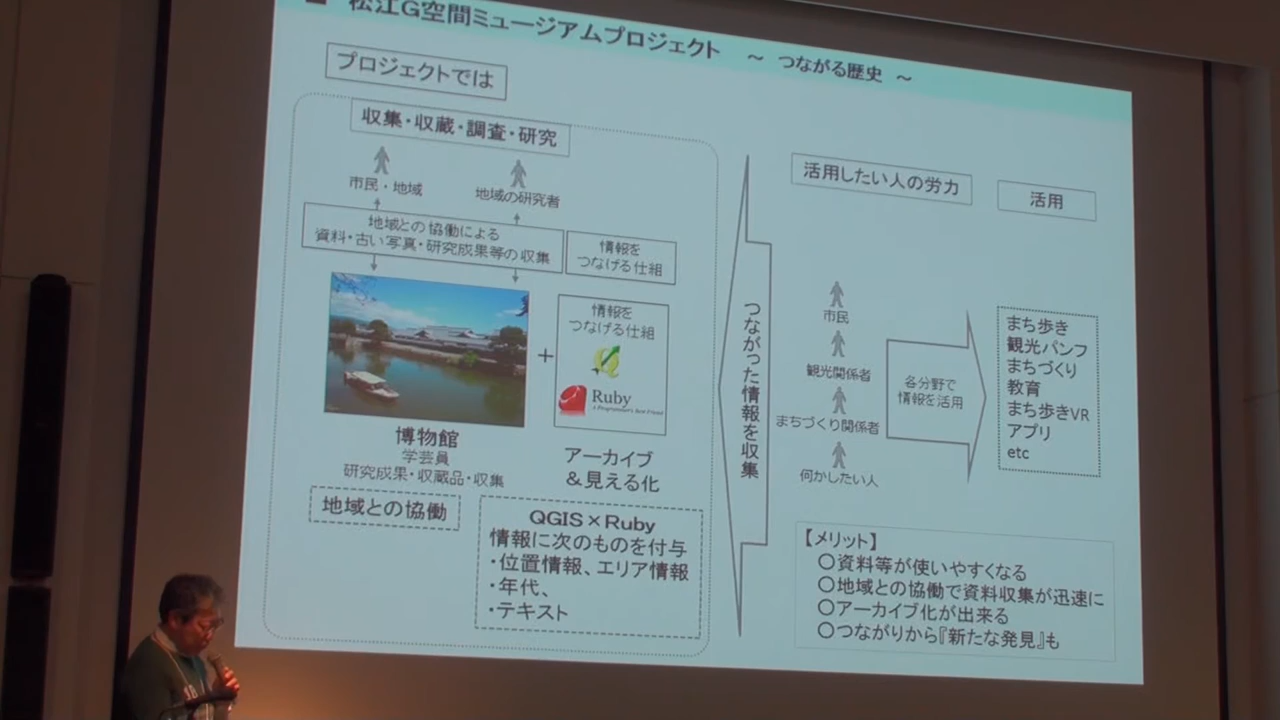 松江G空間ミュージアムプロジェクト ～ つながる歴史 ～
プロジェクトでは
収集・収蔵・調査・研究
市民・地域
地域の研究者
地域との協働による
資料・古い写真・研究成果等の収集
情報を
つなげる仕組
情報を
つなげる仕組
+
Ruby
A Programmer's Best Friend
博物館
学芸員
研究成果・収蔵品・収集
アーカイブ
＆見える化
地域との協働
QGIS×Ruby
情報に次のものを付与
・位置情報、エリア情報
・年代、
・テキスト
つながった情報を収集
活用したい人の労力
活用
市民
観光関係者
まちづくり関係者
何かしたい人
各分野で
情報を活用
まち歩き
観光パンフ
まちづくり
教育
まち歩きVR
アプリ
etc
【メリット】
〇資料等が使いやすくなる
〇地域との協働で資料収集が迅速に
〇アーカイブ化が出来る
〇つながりから『新たな発見』も